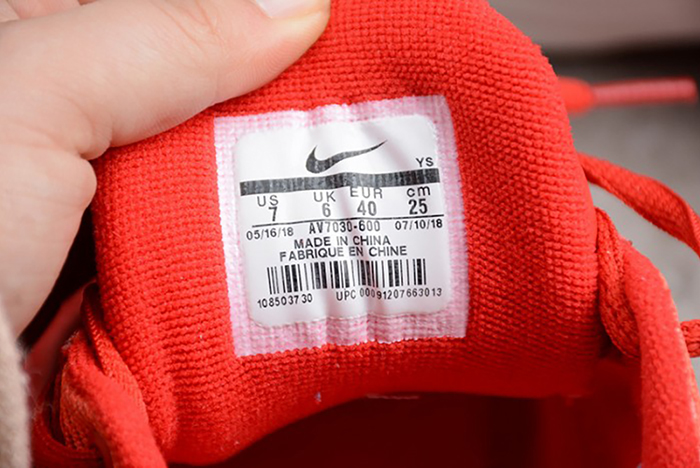 YS
US UK EUR cm
7 6 40 25
05/16/18 AV7030-600 07/10/18
MADE IN CHINA
FABRIQUE EN CHINE
108503730 UPC 00091207663013